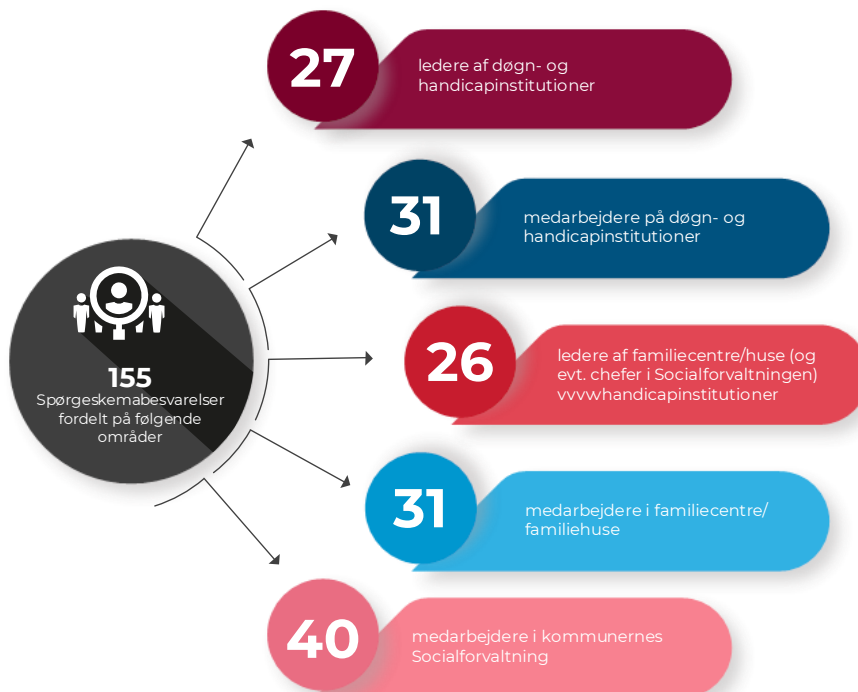 27
ledere af døgn- og
handicapinstitutioner
31
medarbejdere på døgn- og
handicapinstitutioner
155
Spørgeskemabesvarelser
fordelt på følgende
områder
26
ledere af familiecentre/huse (og
evt. chefer i Socialforvaltningen)
vvvwhandicapinstitutioner
31
medarbejdere i familiecentre/
familiehuse
40
medarbejdere i kommunernes
Socialforvaltning